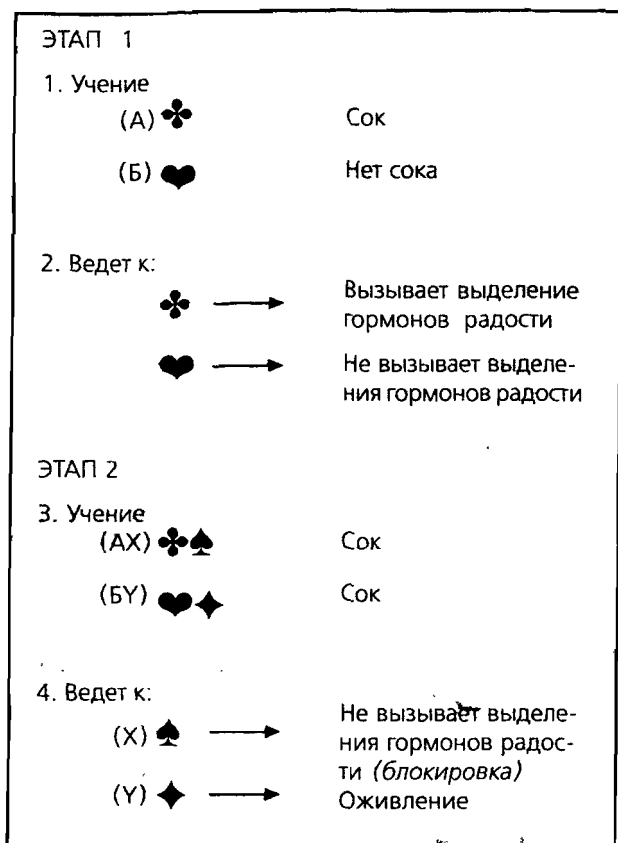 ЭТАП 1
1. Учение
(А) ♣ Сок
(Б) ♥ Нет сока
2. Ведет к:
♣ → Вызывает выделение
гормонов радости
♥ → Не вызывает выделе-
ния гормонов радости
ЭТАП 2
3. Учение
(АХ) ♣♠ Сок
(БY) ♥♦ Сок
4. Ведет к:
(X) ♠ → Не вызывает выделе-
ния гормонов радос-
ти (блокировка)
(Y) ♦ → Оживление